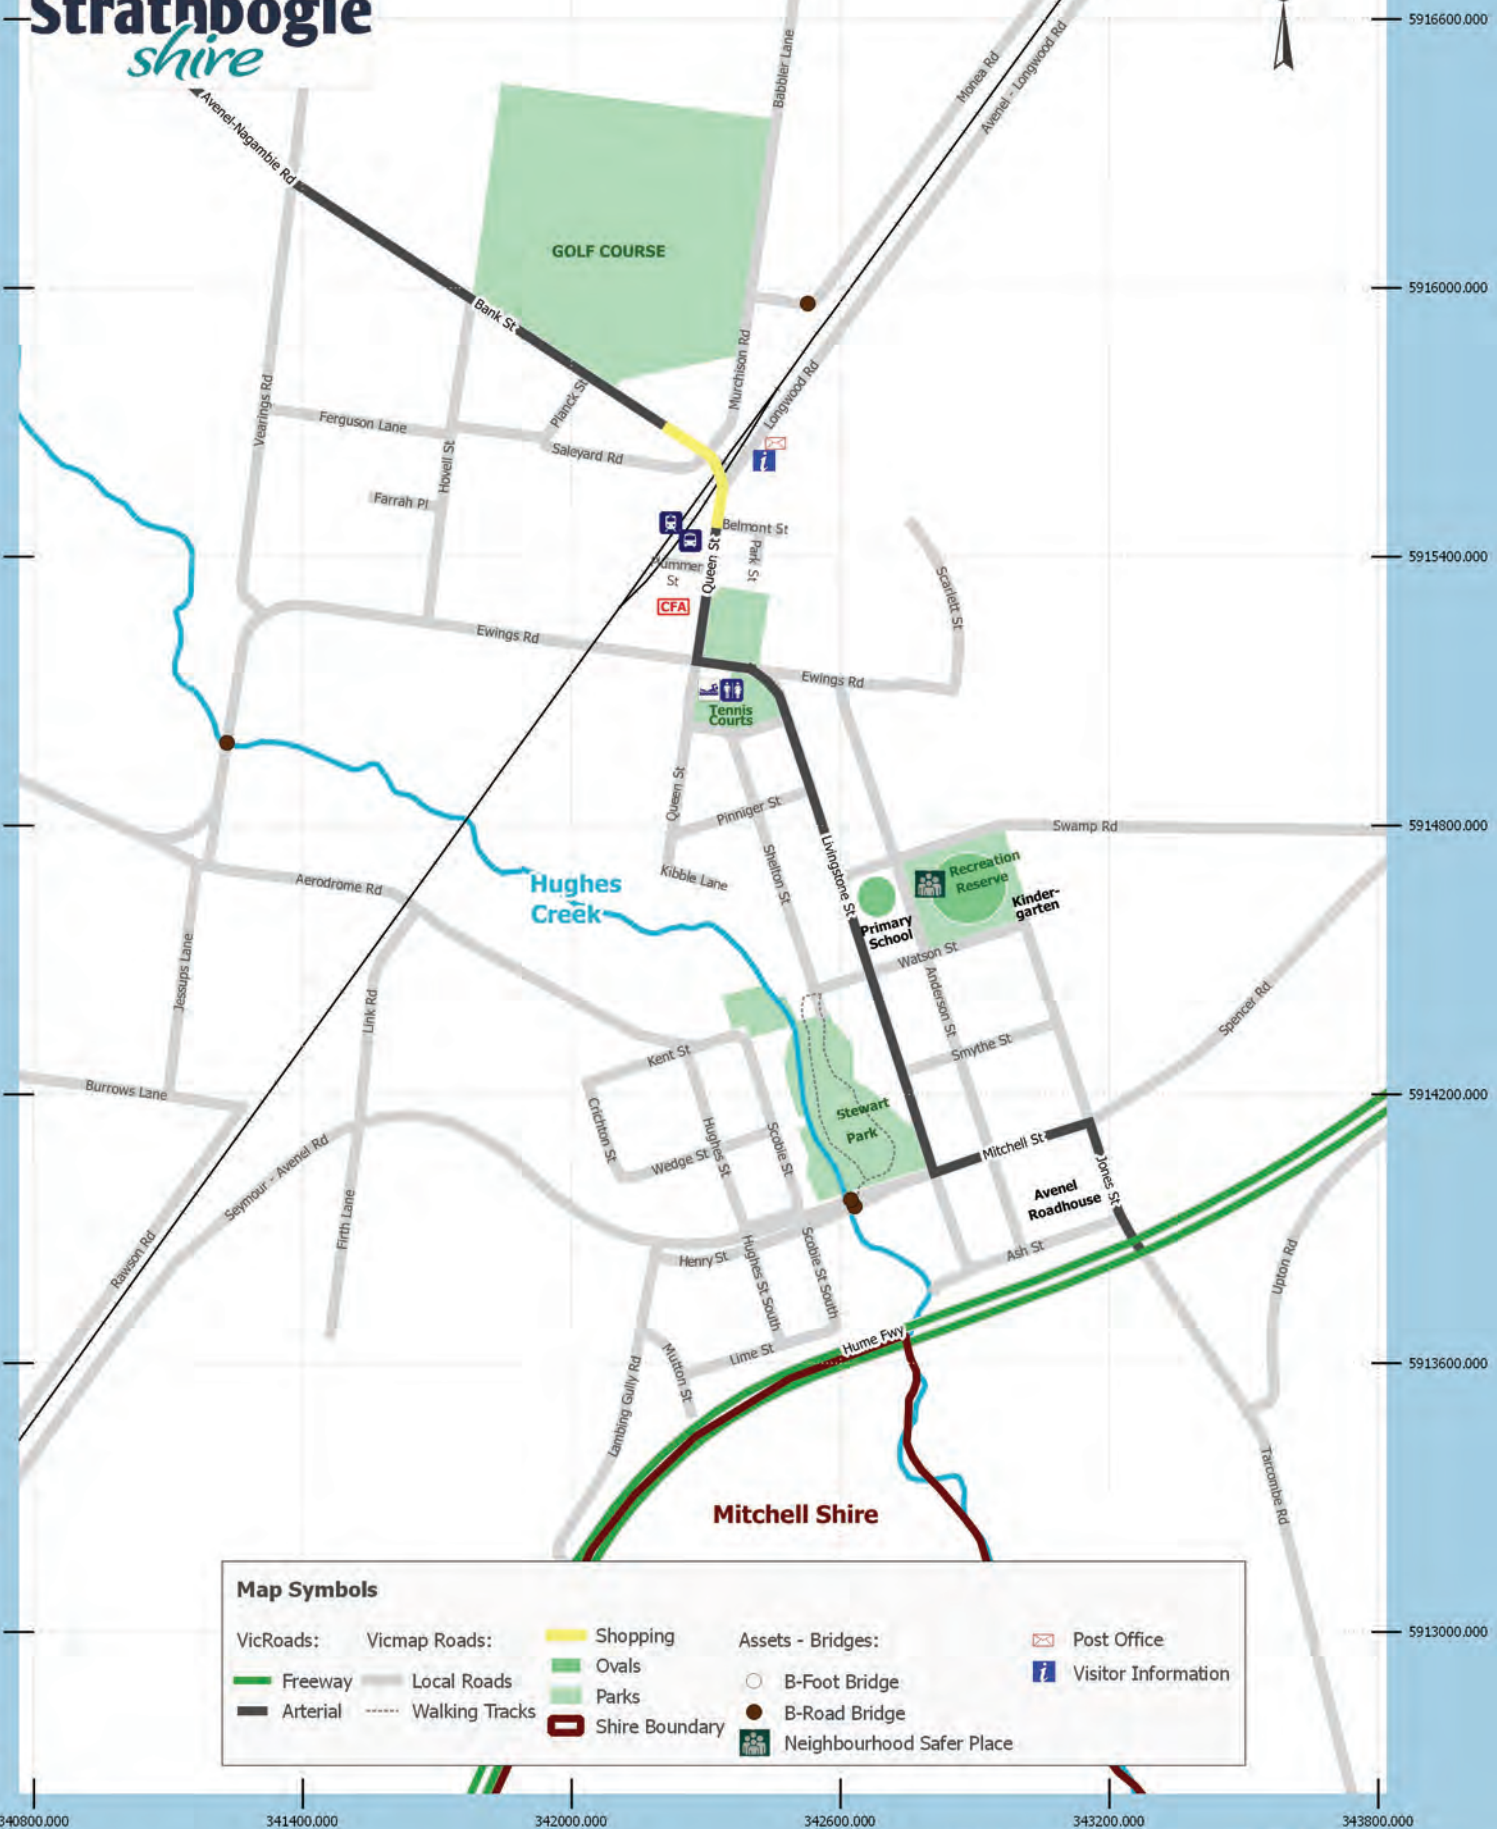 Strathbogie
shire
5916600.000
Babbler Lane
Monea Rd
Avenel - Longwood Rd
Avenel-Nagambie Rd
GOLF COURSE
5916000.000
Bank St
Murchison Rd
Longwood Rd
Planck St
Vearings Rd
Ferguson Lane
Saleyard Rd
Hovell St
Farrah Pl
i
Belmont St
Park St
Queen St
5915400.000
St
CFA
Scarlett St
Ewings Rd
Ewings Rd
Tennis
Courts
Queen St
Pinniger St
Swamp Rd
5914800.000
Livingstone St
Shelton St
Kibble Lane
Recreation
Reserve
Kinder-
garten
Primary
School
Aerodrome Rd
Hughes
Creek
Watson St
Anderson St
Jessups Lane
Link Rd
Spencer Rd
Smythe St
Kent St
Burrows Lane
5914200.000
Stewart
Park
Crichton St
Hughes St
Scobie St
Wedge St
Mitchell St
Jones St
Seymour - Avenel Rd
Avenel
Roadhouse
Firth Lane
Rawson Rd
Henry St
Hughes St South
Scobie St South
Ash St
Upton Rd
Hume Fwy
Lime St
Mutton St
5913600.000
Lambing Gully Rd
Tarcombe Rd
Mitchell Shire
Map Symbols
VicRoads:
Freeway
Arterial
Vicmap Roads:
Local Roads
Walking Tracks
Shopping
Ovals
Parks
Shire Boundary
Assets - Bridges:
B-Foot Bridge
B-Road Bridge
Neighbourhood Safer Place
Post Office
i Visitor Information
5913000.000
340800.000
341400.000
342000.000
342600.000
343200.000
343800.000